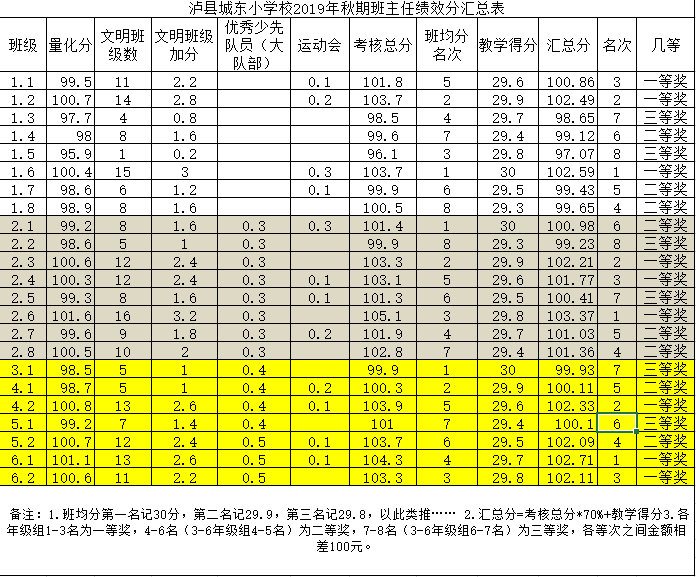 泸县城东小学校2019年秋期班主任绩效分汇总表
班级 量化分 文明班级数 文明班级加分 优秀少先队员（大队部） 运动会 考核总分 班均分名次 教学得分 汇总分 名次 几等
1.1 99.5 11 2.2 0.1 101.8 5 29.6 100.86 3 一等奖
1.2 100.7 14 2.8 0.2 103.7 2 29.9 102.49 2 一等奖
1.3 97.7 4 0.8 98.5 4 29.7 98.65 7 三等奖
1.4 98 8 1.6 99.6 7 29.4 99.12 6 二等奖
1.5 95.9 1 0.2 96.1 3 29.8 97.07 8 三等奖
1.6 100.4 15 3 0.3 103.7 1 30 102.59 1 一等奖
1.7 98.6 6 1.2 0.1 99.9 6 29.5 99.43 5 二等奖
1.8 98.9 8 1.6 100.5 8 29.3 99.65 4 二等奖
2.1 99.2 8 1.6 0.3 0.3 101.4 1 30 100.98 6 二等奖
2.2 98.6 5 1 0.3 99.9 8 29.3 99.23 8 三等奖
2.3 100.6 12 2.4 0.3 103.3 2 29.9 102.21 2 一等奖
2.4 100.3 12 2.4 0.3 0.1 103.1 5 29.6 101.77 3 一等奖
2.5 99.3 8 1.6 0.3 0.1 101.3 6 29.5 100.41 7 三等奖
2.6 101.6 16 3.2 0.3 105.1 3 29.8 103.37 1 一等奖
2.7 99.6 9 1.8 0.3 0.2 101.9 4 29.7 101.03 5 二等奖
2.8 100.5 10 2 0.3 102.8 7 29.4 101.36 4 二等奖
3.1 98.5 5 1 0.4 99.9 1 30 99.93 7 三等奖
4.1 98.7 5 1 0.4 0.2 100.3 2 29.9 100.11 5 二等奖
4.2 100.8 13 2.6 0.4 0.1 103.9 5 29.6 102.33 2 一等奖
5.1 99.2 7 1.4 0.4 101 7 29.4 100.1 6 三等奖
5.2 100.7 12 2.4 0.5 0.1 103.7 6 29.5 102.09 4 二等奖
6.1 101.1 13 2.6 0.5 0.1 104.3 4 29.7 102.71 1 一等奖
6.2 100.6 11 2.2 0.5 103.3 3 29.8 102.11 3 一等奖
备注：1.班均分第一名记30分，第二名记29.9，第三名记29.8，以此类推…… 2.汇总分=考核总分*70%+教学得分3.各
年级组1-3名为一等奖，4-6名（3-6年级组4-5名）为二等奖，7-8名（3-6年级组6-7名）为三等奖，各等次之间金额相
差100元。